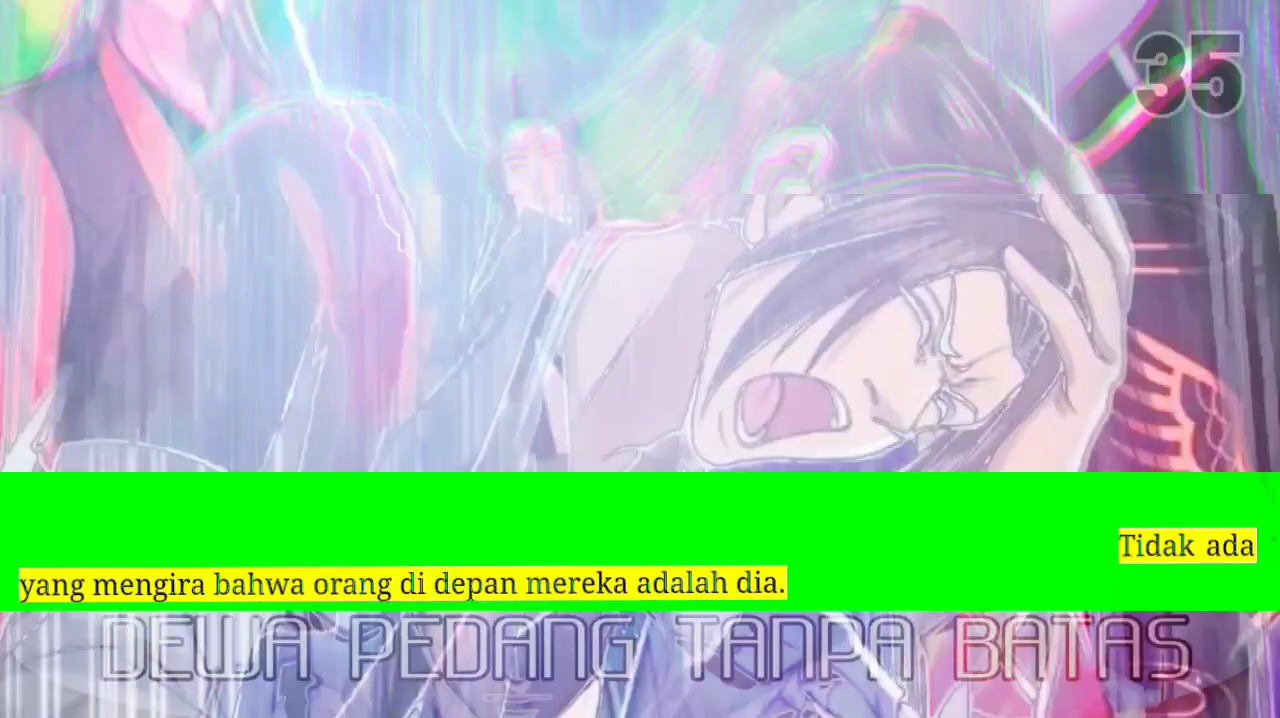 35
Tidak ada
yang mengira bahwa orang di depan mereka adalah dia.
DEWA PEDANG TANPA BATAS